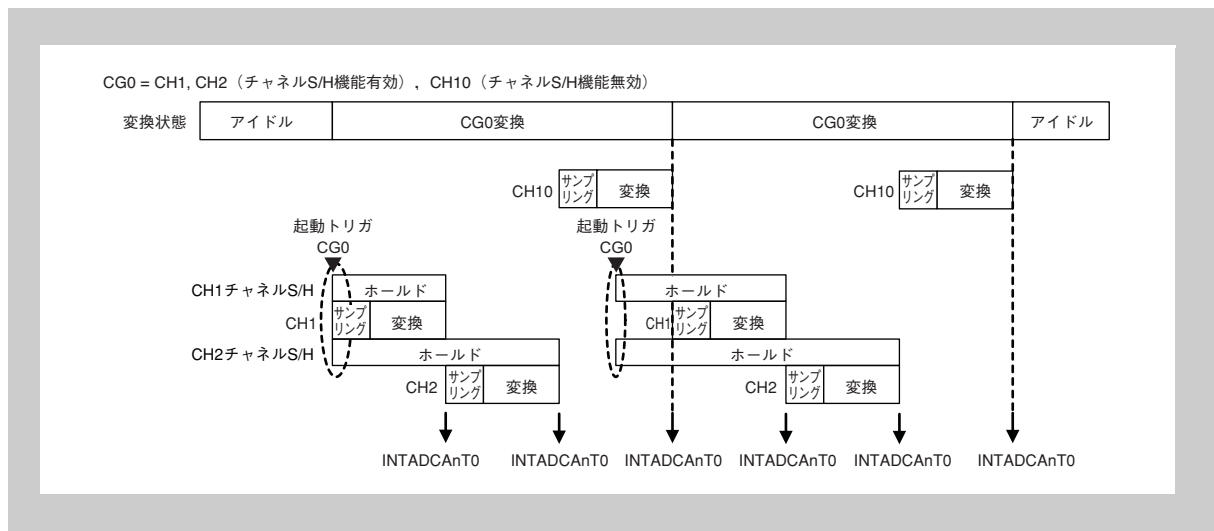 CG0 = CH1, CH2（チャネルS/H機能有効）, CH10（チャネルS/H機能無効）
変換状態 アイドル CG0変換 CG0変換 アイドル
CH10 サンプリング 変換 CH10 サンプリング 変換
起動トリガ 起動トリガ
CG0 CG0
CH1チャネルS/H ホールド ホールド
CH1 サンプリング 変換 CH1 サンプリング 変換
CH2チャネルS/H ホールド ホールド
CH2 サンプリング 変換 CH2 サンプリング 変換
INTADCAnT0 INTADCAnT0 INTADCAnT0 INTADCAnT0 INTADCAnT0 INTADCAnT0